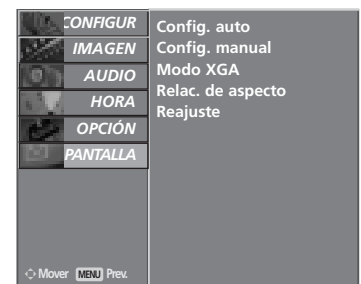 CONFIGUR
IMAGEN
AUDIO
HORA
OPCIÓN
PANTALLA
Config. auto
Config. manual
Modo XGA
Relac. de aspecto
Reajuste
Mover MENU Prev.